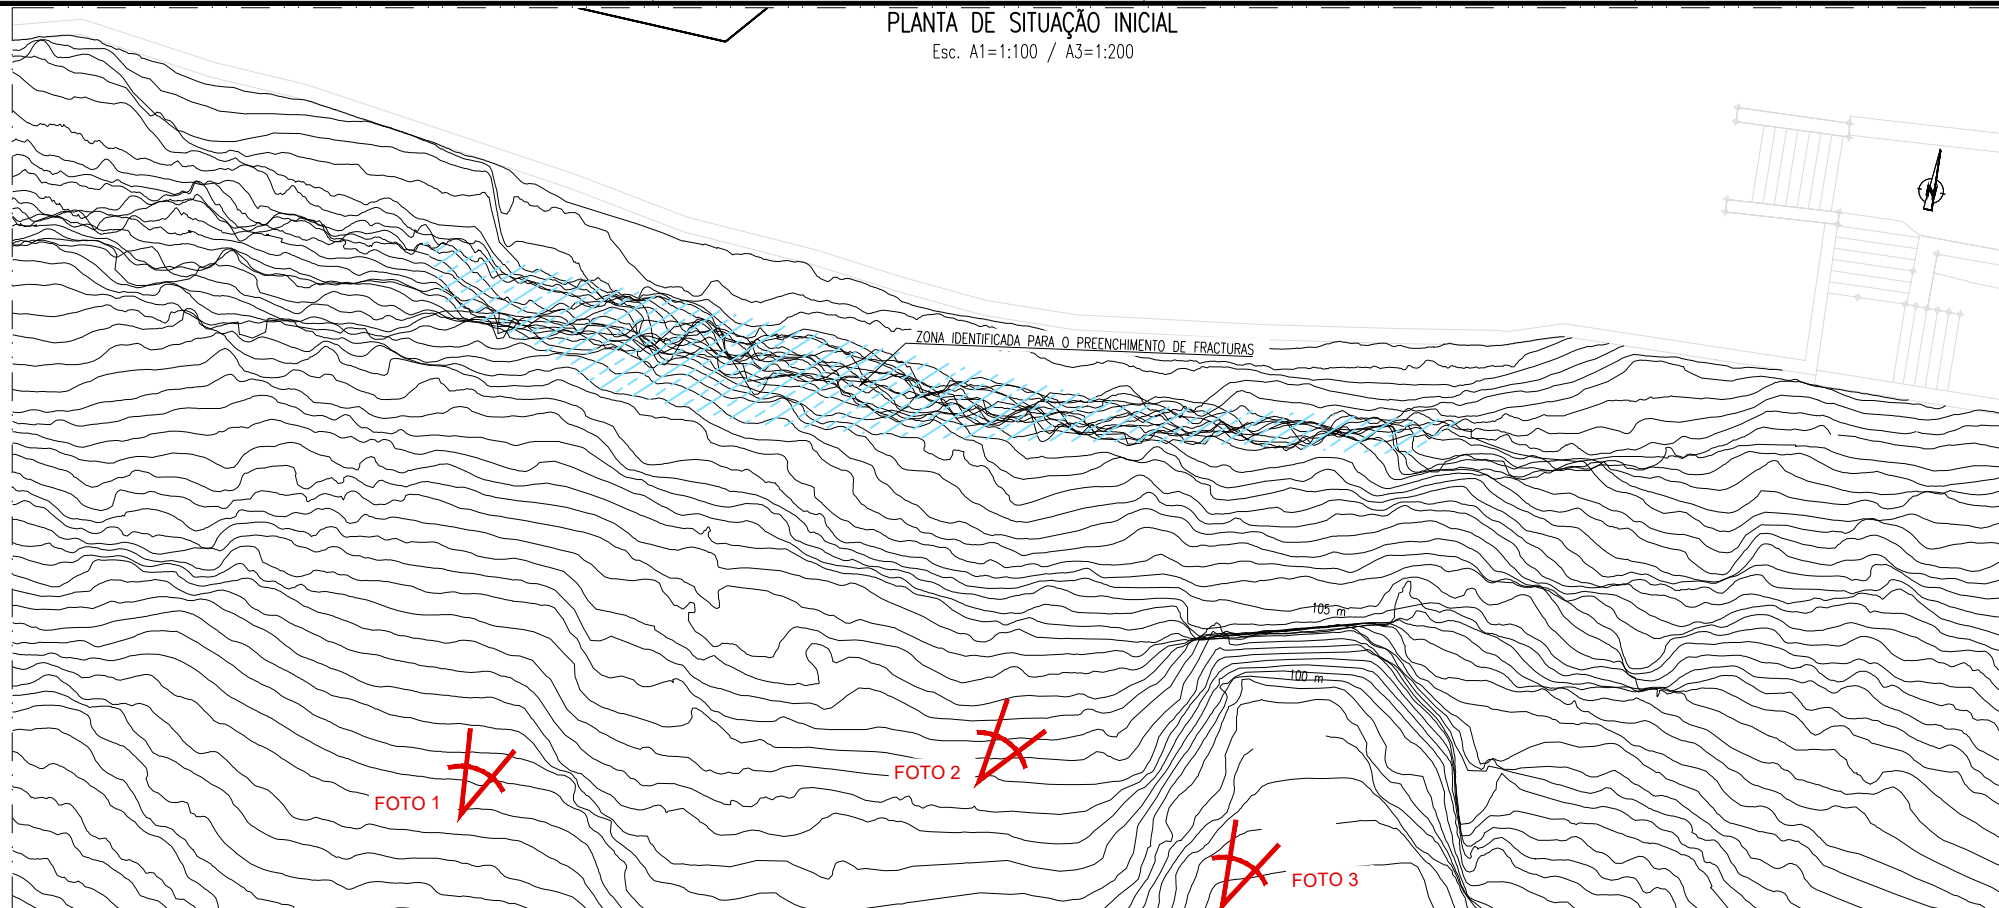 PLANTA DE SITUAÇÃO INICIAL
Esc. A1=1:100 / A3=1:200
N
ZONA IDENTIFICADA PARA O PREENCHIMENTO DE FRACTURAS
105 m
100 m
FOTO 2
FOTO 1
FOTO 3